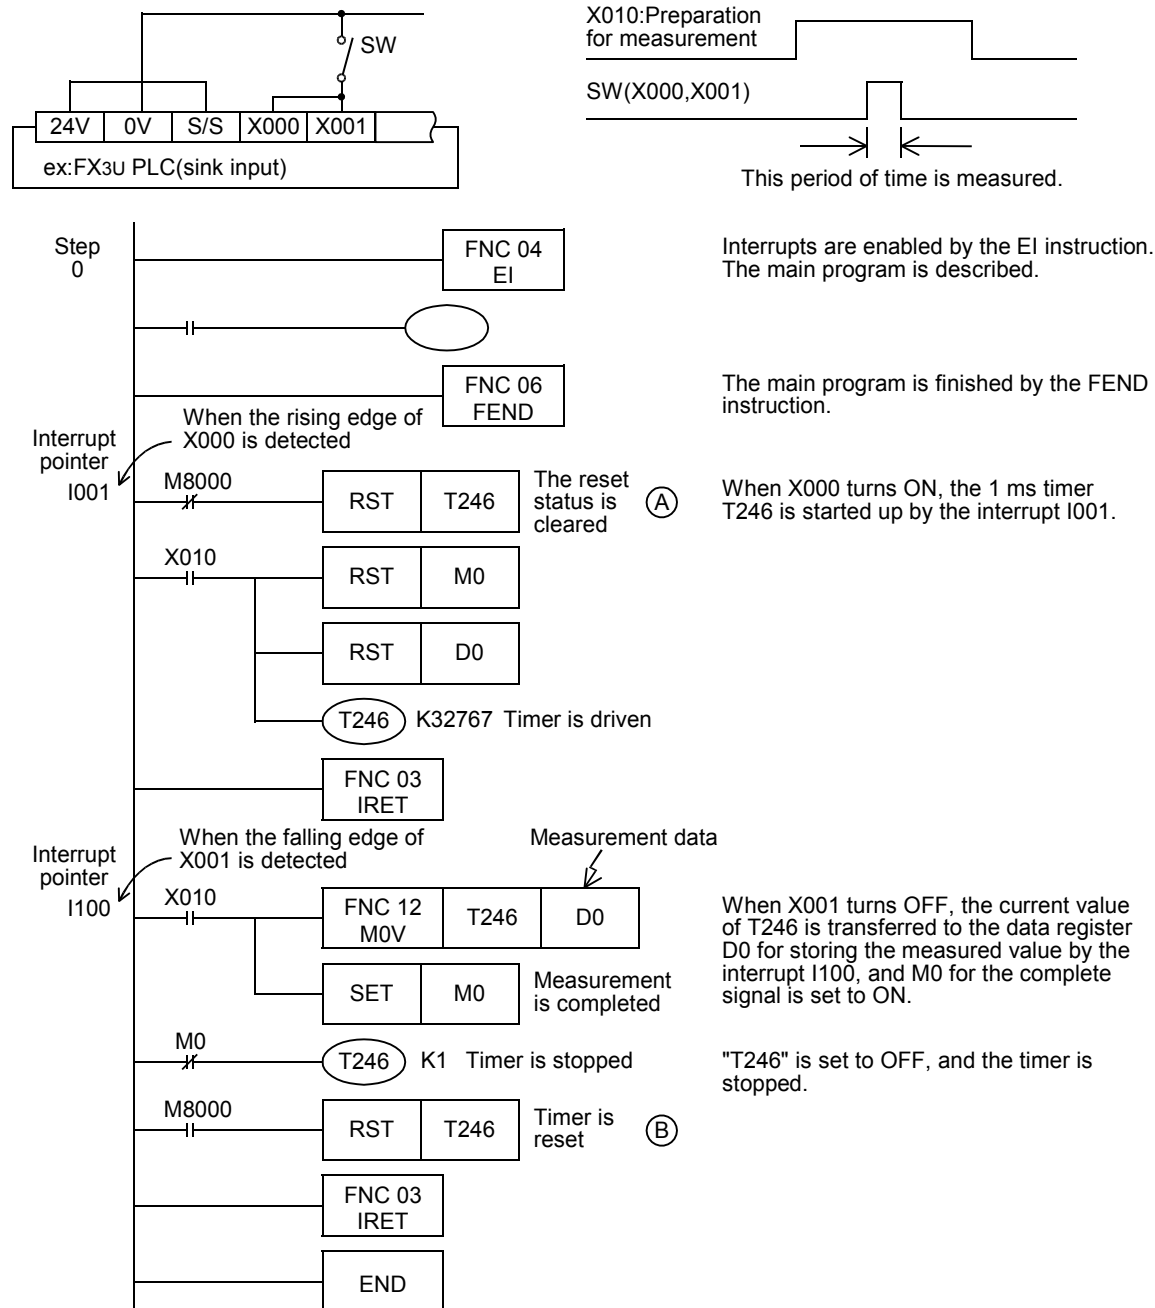 SW
24V 0V S/S X000 X001
ex:FX3U PLC(sink input)
X010:Preparation
for measurement
SW(X000,X001)
This period of time is measured.
Step
0
FNC 04
EI
Interrupts are enabled by the EI instruction.
The main program is described.
FNC 06
FEND
The main program is finished by the FEND
instruction.
When the rising edge of
X000 is detected
Interrupt
pointer
I001
M8000
RST T246
The reset
status is
cleared
A
When X000 turns ON, the 1 ms timer
T246 is started up by the interrupt I001.
X010
RST M0
RST D0
T246 K32767 Timer is driven
FNC 03
IRET
When the falling edge of
X001 is detected
Measurement data
Interrupt
pointer
I100
X010
FNC 12
M0V
T246 D0
When X001 turns OFF, the current value
of T246 is transferred to the data register
D0 for storing the measured value by the
interrupt I100, and M0 for the complete
signal is set to ON.
SET M0
Measurement
is completed
M0
T246 K1 Timer is stopped
"T246" is set to OFF, and the timer is
stopped.
M8000
RST T246
Timer is
reset
B
FNC 03
IRET
END